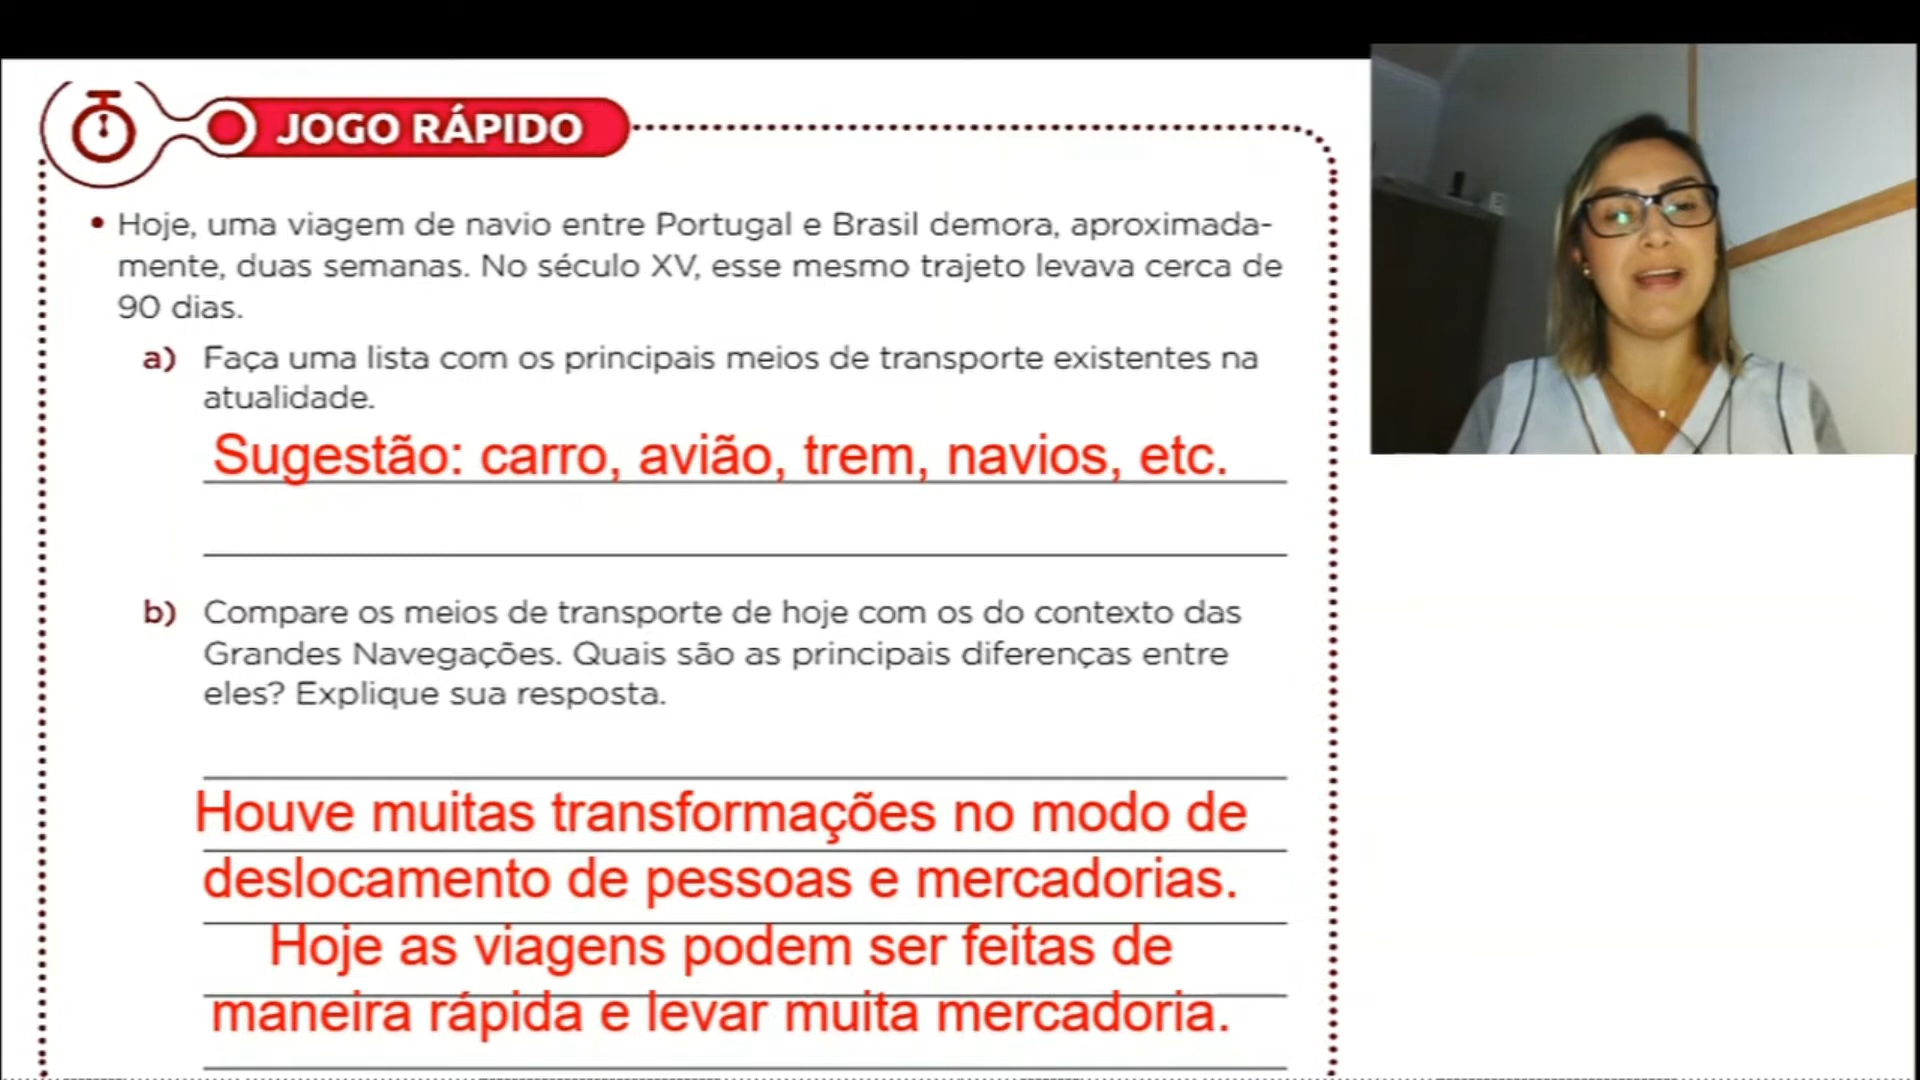 JOGO RÁPIDO
• Hoje, uma viagem de navio entre Portugal e Brasil demora, aproximada-
mente, duas semanas. No século XV, esse mesmo trajeto levava cerca de
90 dias.
a) Faça uma lista com os principais meios de transporte existentes na
atualidade.
Sugestão: carro, avião, trem, navios, etc.
b) Compare os meios de transporte de hoje com os do contexto das
Grandes Navegações. Quais são as principais diferenças entre
eles? Explique sua resposta.
Houve muitas transformações no modo de
deslocamento de pessoas e mercadorias.
Hoje as viagens podem ser feitas de
maneira rápida e levar muita mercadoria.